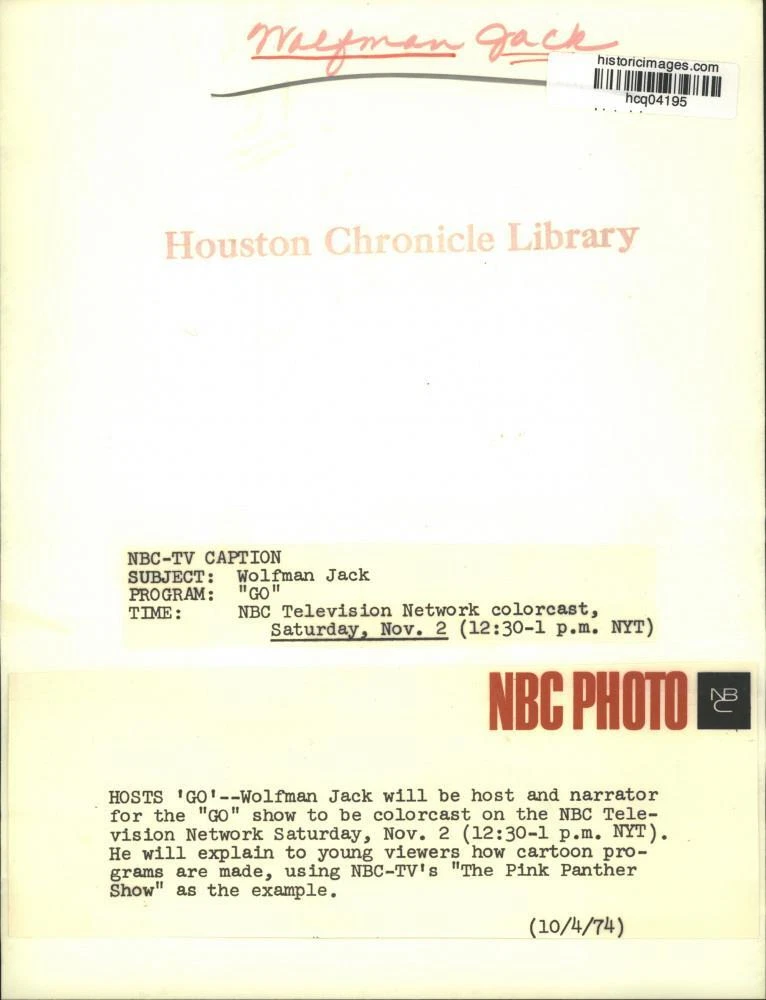 Wolfman Jack
historicimages.com
hcq04195
Houston Chronicle Library
NBC-TV CAPTION
SUBJECT: Wolfman Jack
PROGRAM: "GO"
TIME: NBC Television Network colorcast,
Saturday, Nov. 2 (12:30-1 p.m. NYT)
NBC PHOTO NBC
HOSTS 'GO'--Wolfman Jack will be host and narrator
for the "GO" show to be colorcast on the NBC Tele-
vision Network Saturday, Nov. 2 (12:30-1 p.m. NYT).
He will explain to young viewers how cartoon pro-
grams are made, using NBC-TV's "The Pink Panther
Show" as the example.
(10/4/74)